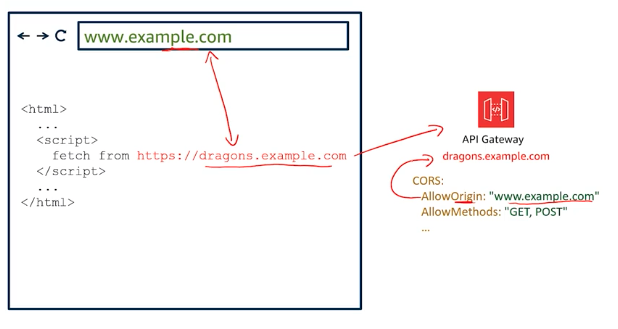 www.example.com
<html>
...
<script>
fetch from https://dragons.example.com
</script>
...
</html>
API Gateway
dragons.example.com
CORS:
AllowOrigin: "www.example.com"
AllowMethods: "GET, POST"
...